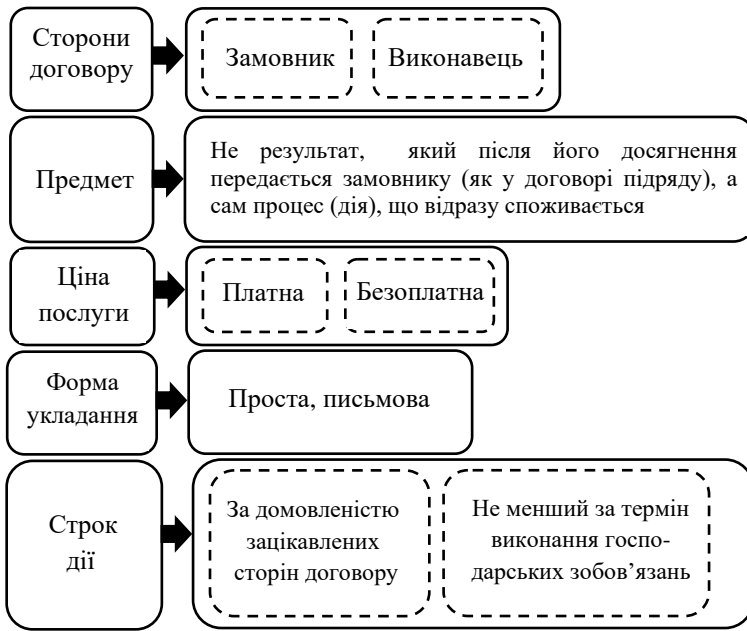 Сторони
договору
Замовник
Виконавець
Предмет
Не результат, який після його досягнення
передається замовнику (як у договорі підряду), а
сам процес (дія), що відразу споживається
Ціна
послуги
Платна
Безоплатна
Форма
укладання
Проста, письмова
Строк
дії
За домовленістю
зацікавлених
сторін договору
Не менший за термін
виконання госпо-
дарських зобов’язань